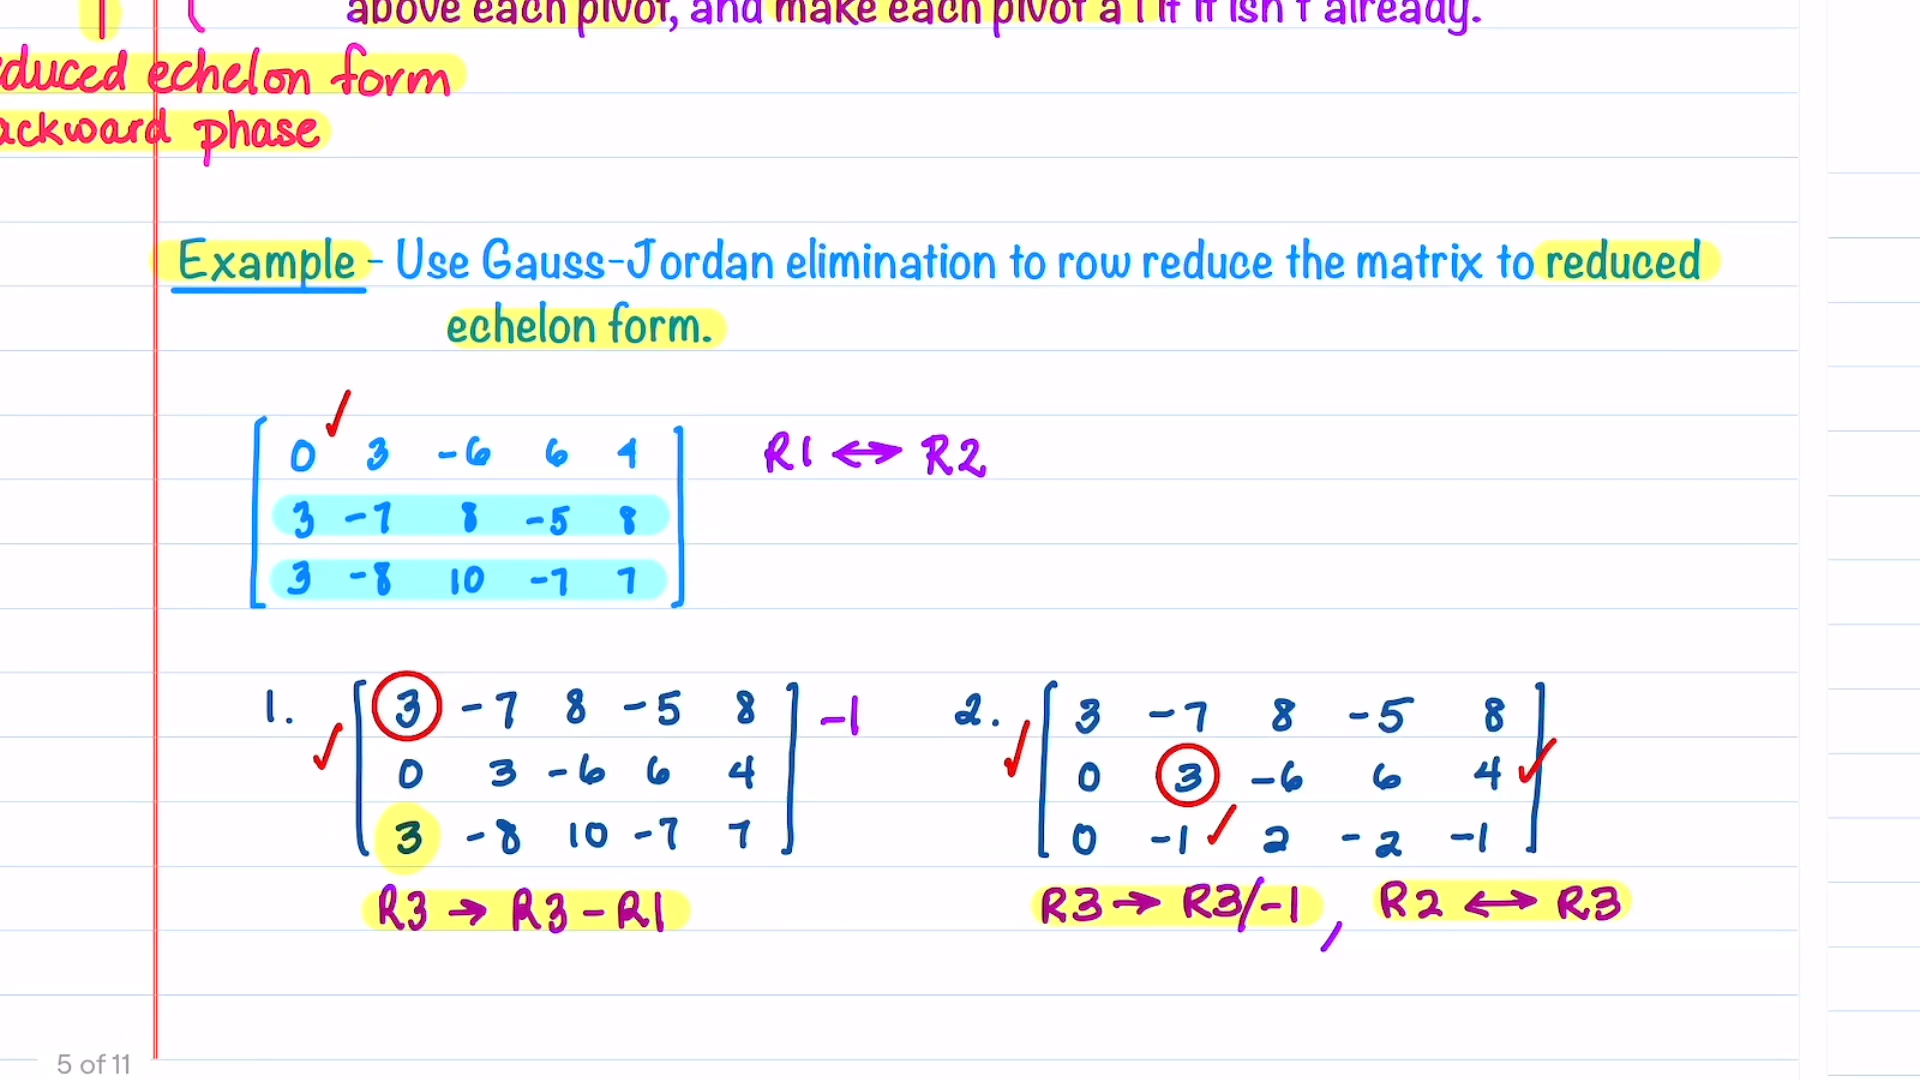 above each pivot, and make each pivot a 1 if it isn't already.
duced echelon form
ackward phase
Example - Use Gauss-Jordan elimination to row reduce the matrix to reduced
echelon form.
0 3 -6 6 4 R1 ↔ R2
3 -7 8 -5 8
3 -8 10 -7 7
1. 3 -7 8 -5 8 -1
0 3 -6 6 4
3 -8 10 -7 7
R3 → R3 - R1
2. 3 -7 8 -5 8
0 3 -6 6 4
0 -1 2 -2 -1
R3 → R3/-1, R2 ↔ R3
5 of 11